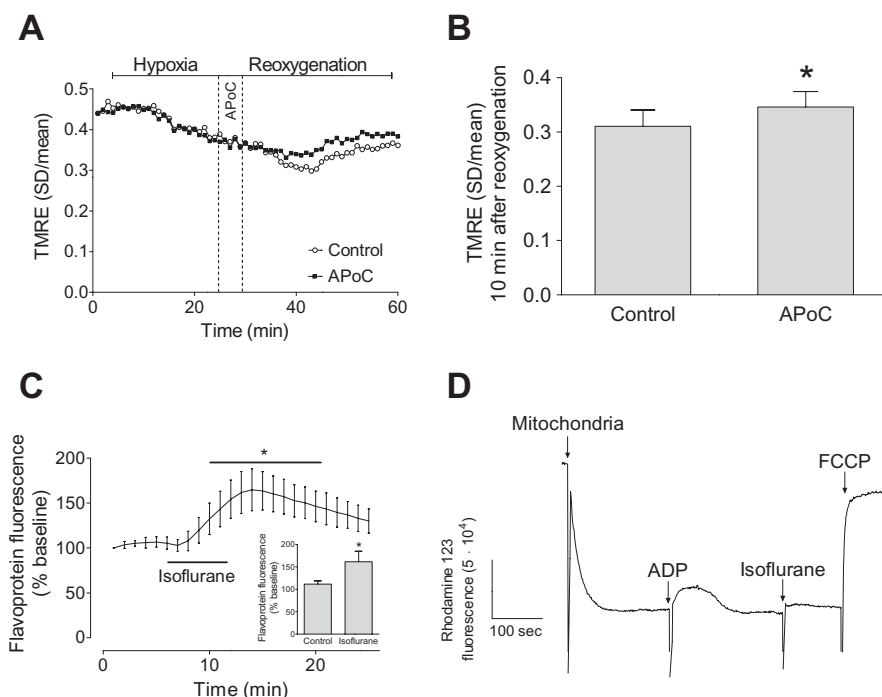 A
Hypoxia
Reoxygenation
APoC
TMRE (SD/mean)
0.5
0.4
0.3
0.2
0.1
0.0
Control
APoC
0
20
40
60
Time (min)
B
*
TMRE (SD/mean)
10 min after reoxygenation
0.4
0.3
0.2
0.1
0.0
Control
APoC
C
Flavoprotein fluorescence
(% baseline)
200
150
100
50
0
*
Isoflurane
Flavoprotein fluorescence
(% baseline)
200
150
100
50
0
*
Control
Isoflurane
10
20
Time (min)
D
Mitochondria
FCCP
ADP
Isoflurane
Rhodamine 123
fluorescence (5 · 10⁴)
100 sec